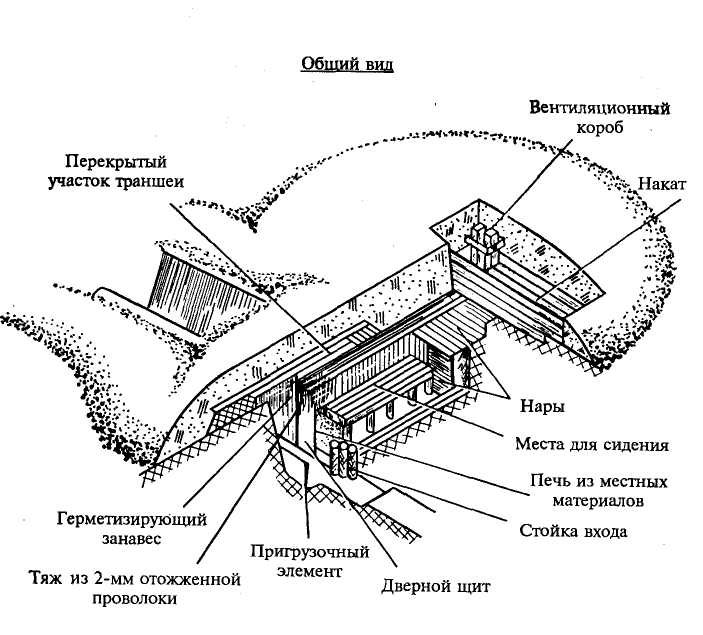 Общий вид
Вентиляционный
короб
Перекрытый
участок траншеи
Накат
Нары
Места для сидения
Печь из местных
материалов
Стойка входа
Герметизирующий
занавес
Пригрузочный
элемент
Тяж из 2-мм отожженной
проволоки
Дверной щит